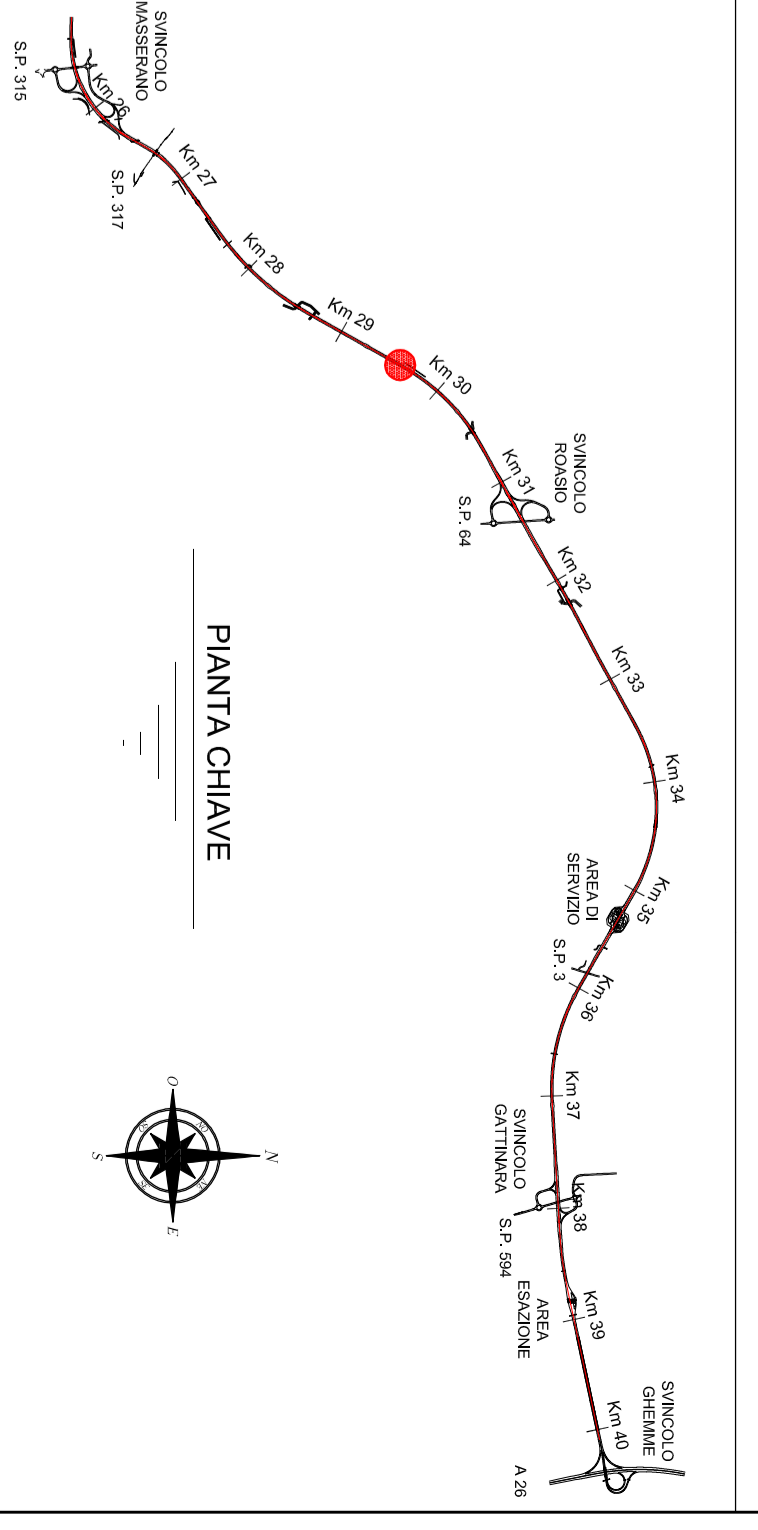 SVINCOLO
MASSERANO
S.P. 315
Km 26
S.P. 317
Km 27
Km 28
Km 29
Km 30
SVINCOLO
ROASIO
Km 31
S.P. 64
Km 32
Km 33
Km 34
Km 35
AREA DI
SERVIZIO
S.P. 3
Km 36
Km 37
SVINCOLO
GATTINARA
Km 38
S.P. 594
AREA
ESAZIONE
Km 39
Km 40
SVINCOLO
GHEMME
A 26
PIANTA CHIAVE
N
O
E
S
NO